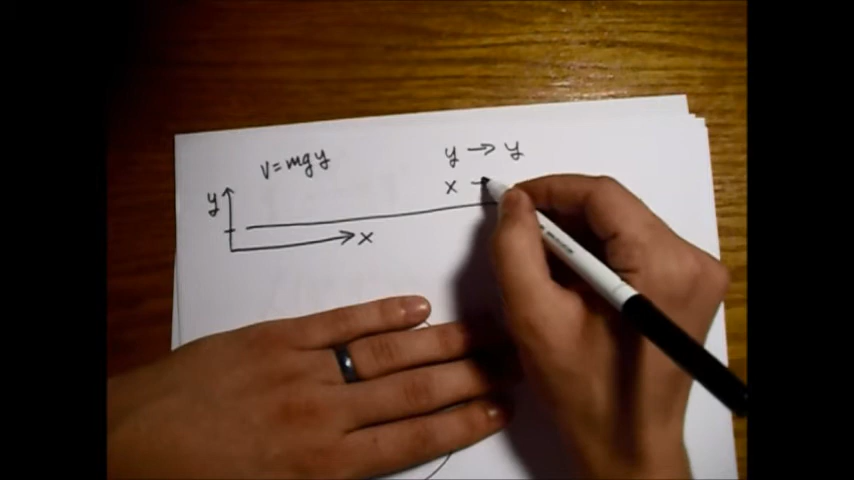 V=mgy
y → y
x →
y
x